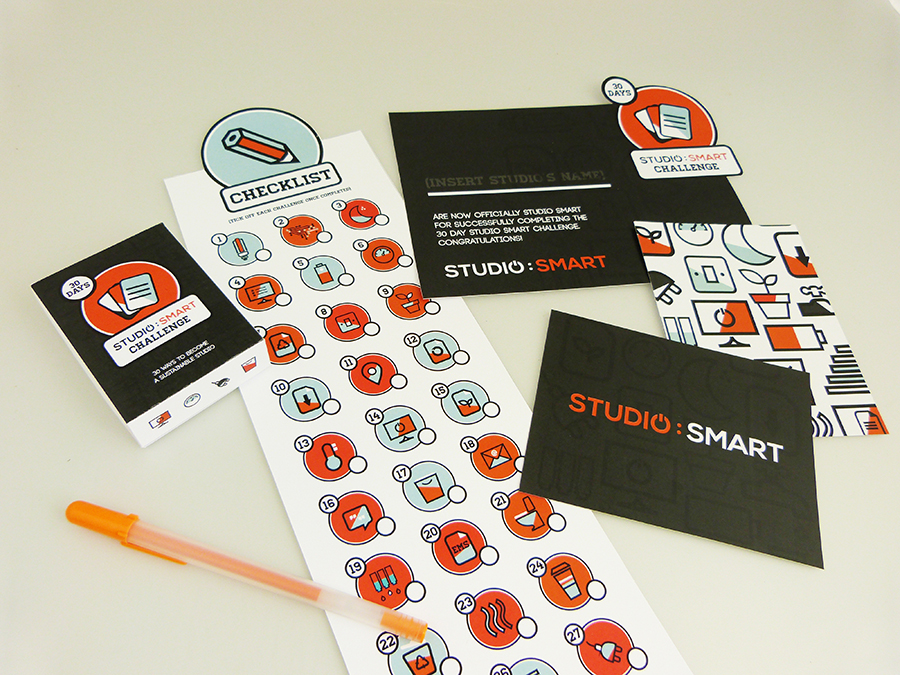 CHECKLIST
(TICK OFF EACH CHALLENGE ONCE COMPLETED)
1
2
3
4
5
6
8
9
10
11
12
13
14
15
16
17
18
19
20
21
EMS
22
23
24
27
30
DAYS
STUDIO:SMART
CHALLENGE
30 WAYS TO BECOME
A SUSTAINABLE STUDIO
30
DAYS
STUDIO:SMART
CHALLENGE
[INSERT STUDIO'S NAME]
ARE NOW OFFICIALLY STUDIO SMART
FOR SUCCESSFULLY COMPLETING THE
30 DAY STUDIO SMART CHALLENGE.
CONGRATULATIONS!
STUDIO:SMART
STUDIO:SMART